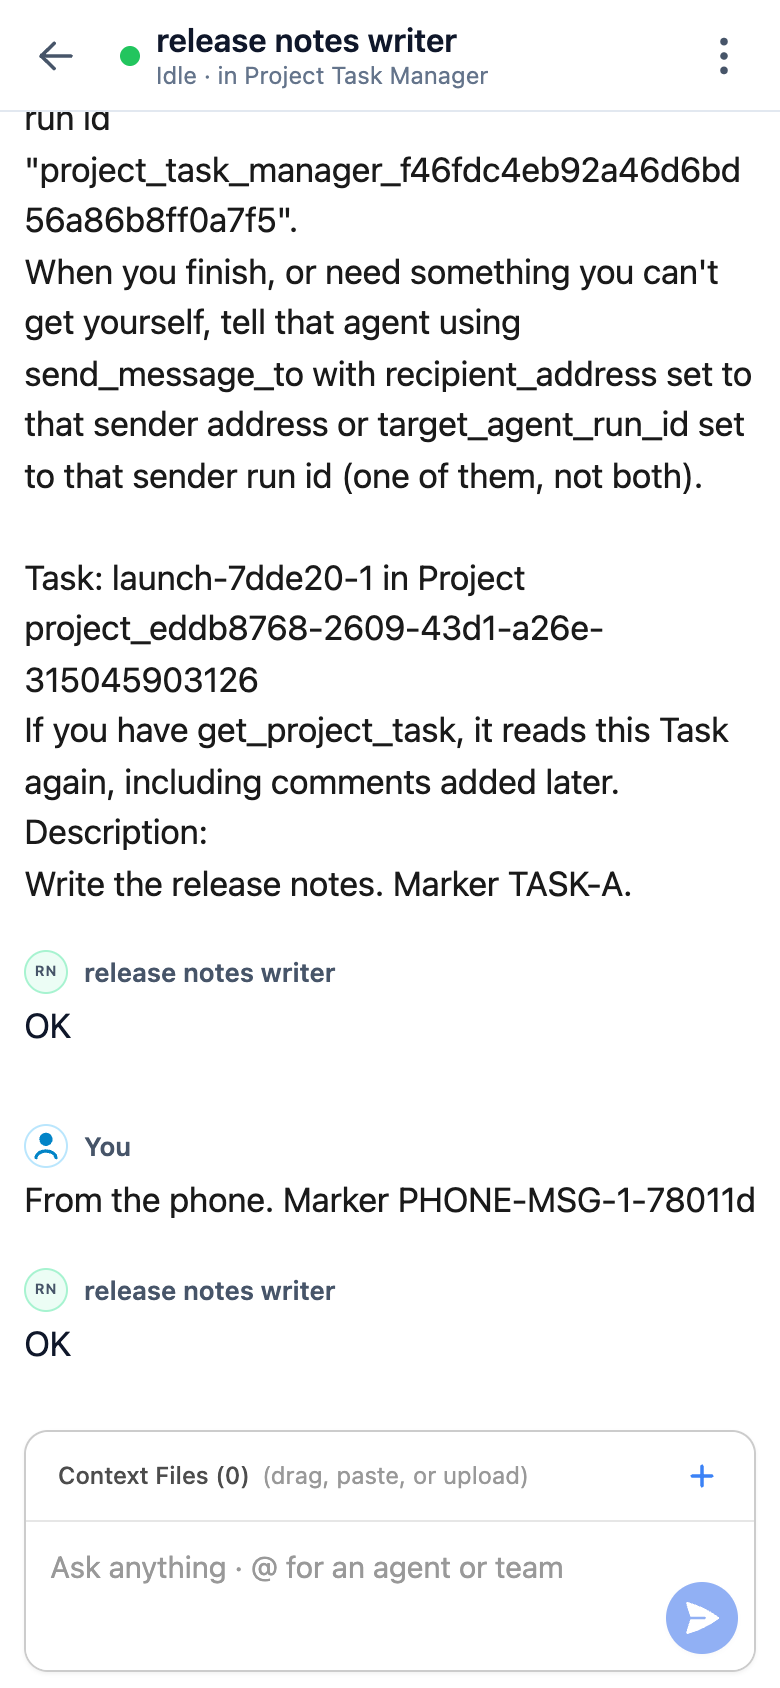 release notes writer
Idle · in Project Task Manager
run id
"project_task_manager_f46fdc4eb92a46d6bd
56a86b8ff0a7f5".
When you finish, or need something you can't
get yourself, tell that agent using
send_message_to with recipient_address set to
that sender address or target_agent_run_id set
to that sender run id (one of them, not both).
Task: launch-7dde20-1 in Project
project_eddb8768-2609-43d1-a26e-
315045903126
If you have get_project_task, it reads this Task
again, including comments added later.
Description:
Write the release notes. Marker TASK-A.
RN release notes writer
OK
You
From the phone. Marker PHONE-MSG-1-78011d
RN release notes writer
OK
Context Files (0) (drag, paste, or upload)
Ask anything · @ for an agent or team